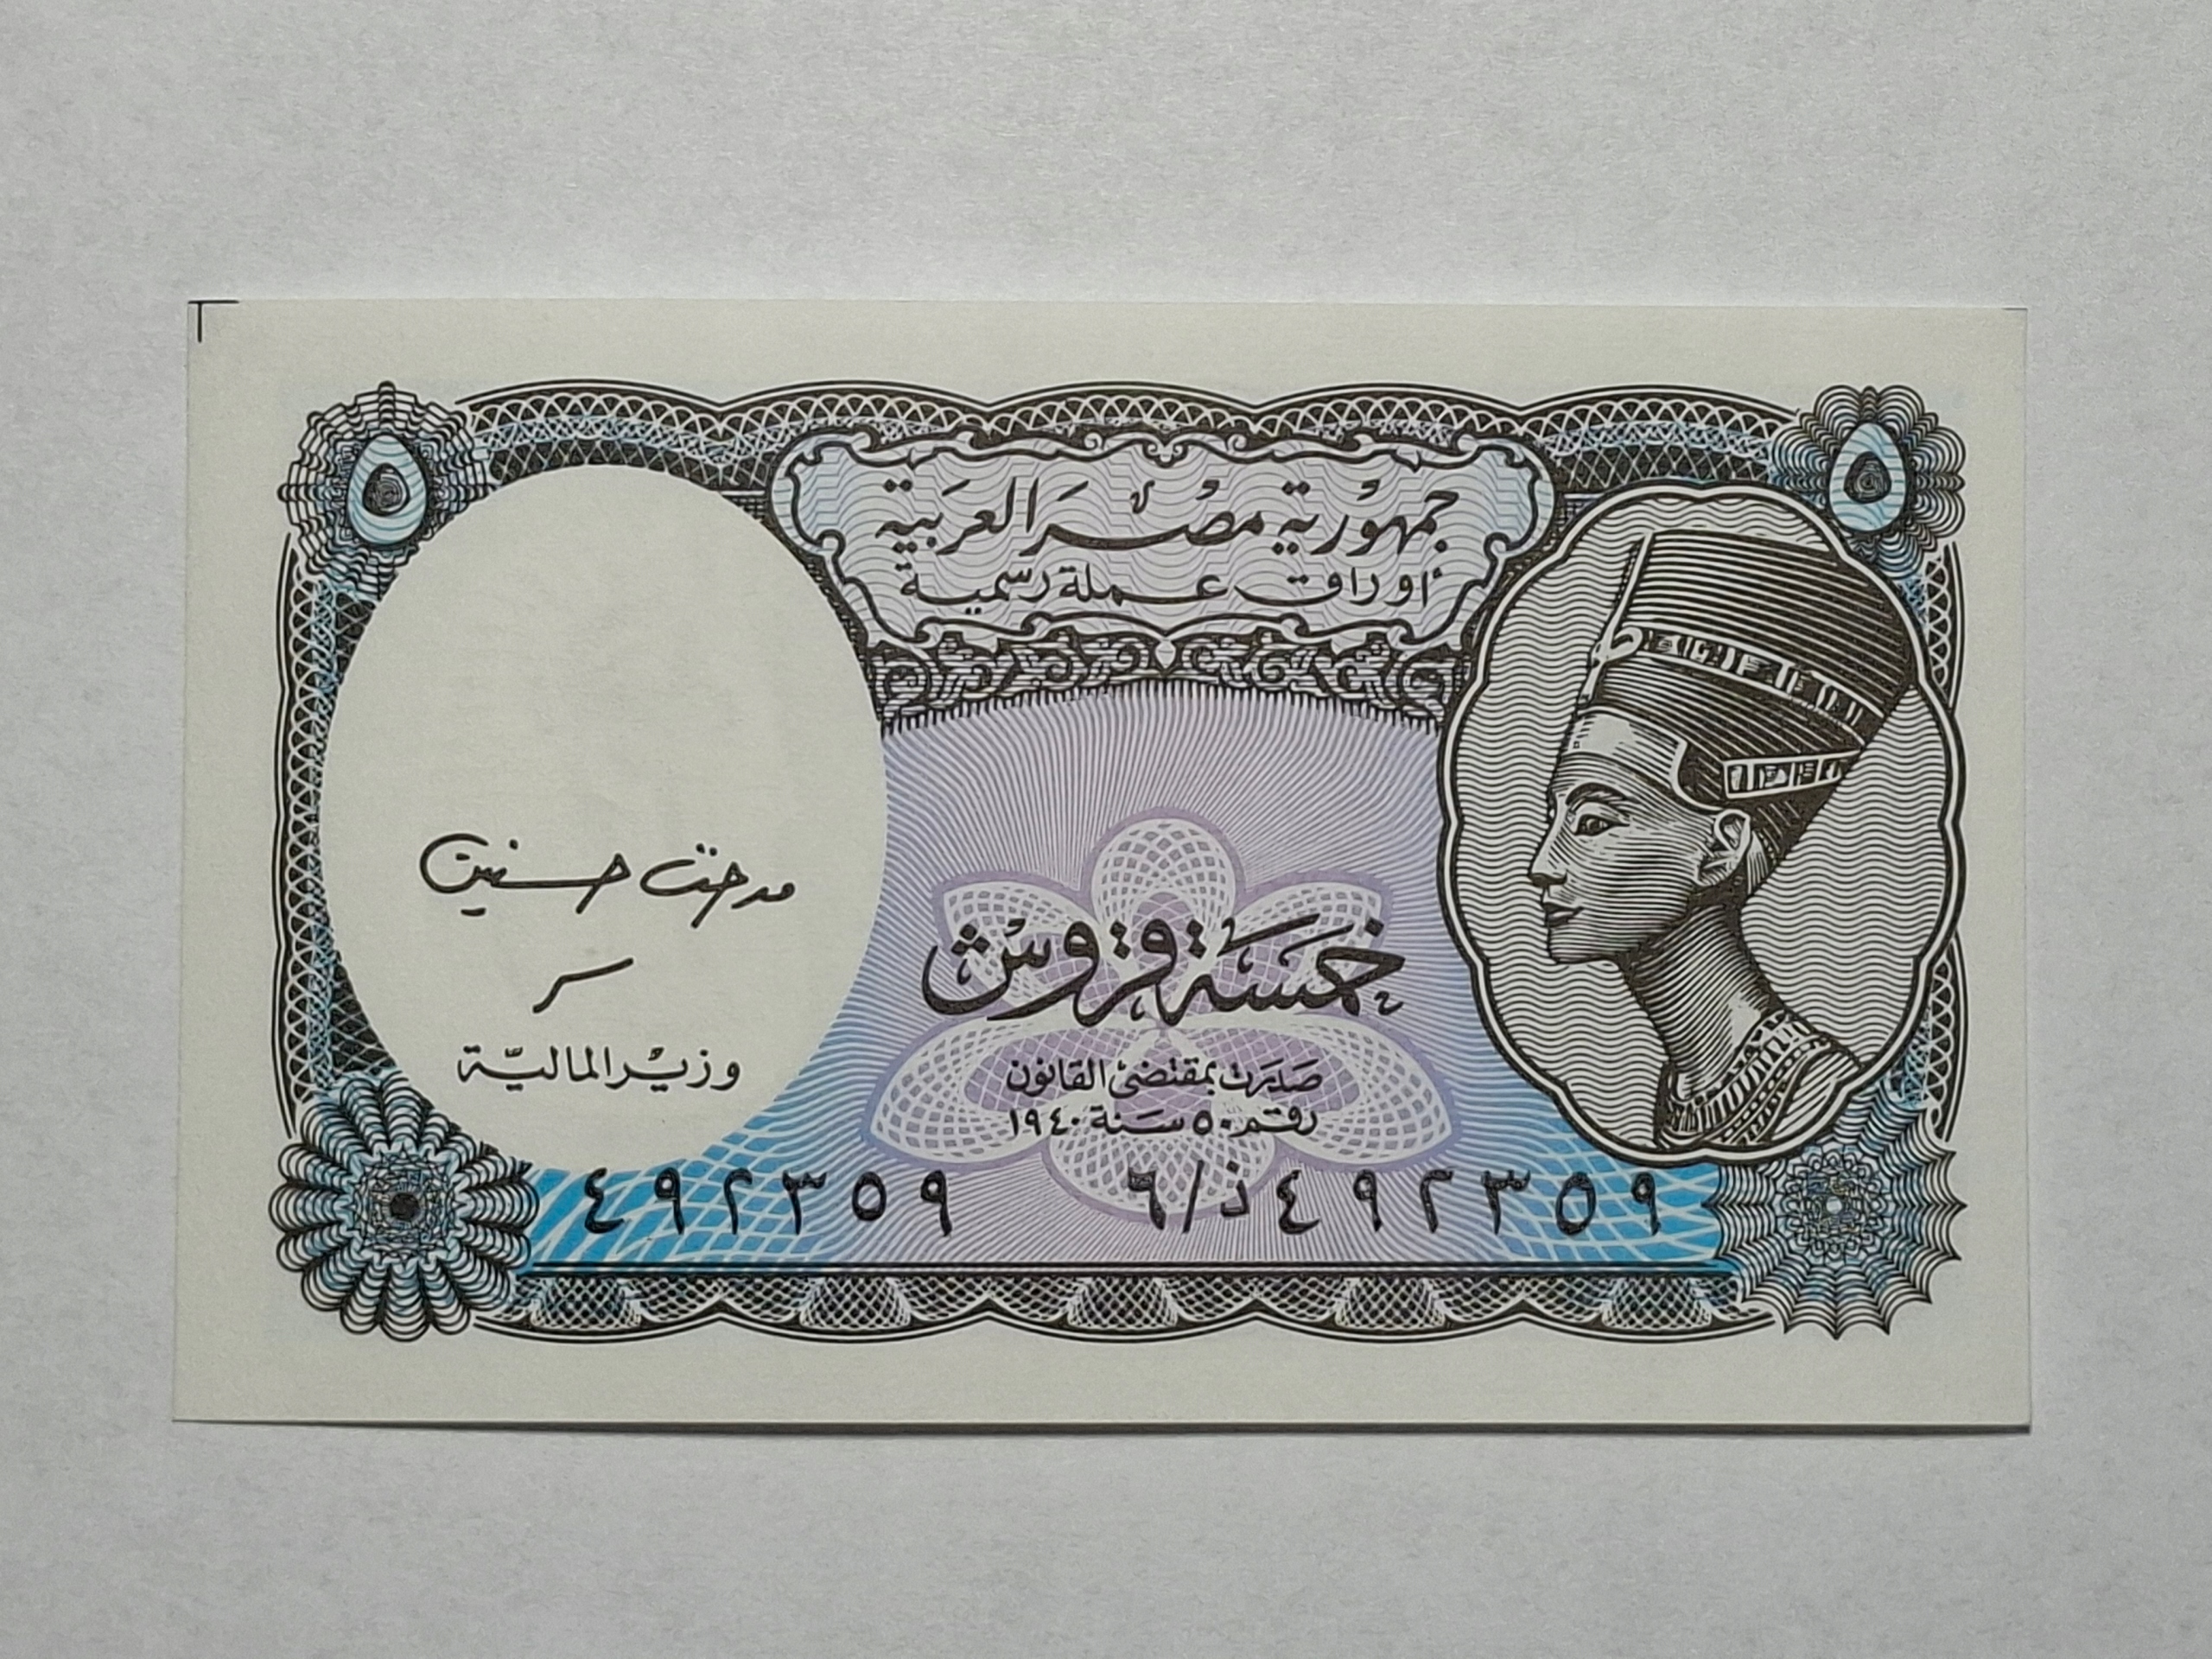 ٥
٥
جمهورية مصر العربية
أوراق عملة رسمية
مدحت حسنين
وزير المالية
خمسة قروش
صدرت بمقتضى القانون
رقم ٥٠ سنة ١٩٤٠
٤٩٢٣٥٩
٦/ذ ٤٩٢٣٥٩